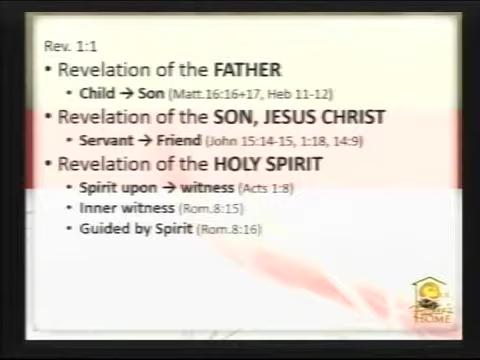 Rev. 1:1
• Revelation of the FATHER
• Child → Son (Matt.16:16+17, Heb 11-12)
• Revelation of the SON, JESUS CHRIST
• Servant → Friend (John 15:14-15, 1:18, 14:9)
• Revelation of the HOLY SPIRIT
• Spirit upon → witness (Acts 1:8)
• Inner witness (Rom.8:15)
• Guided by Spirit (Rom.8:16)
HOME